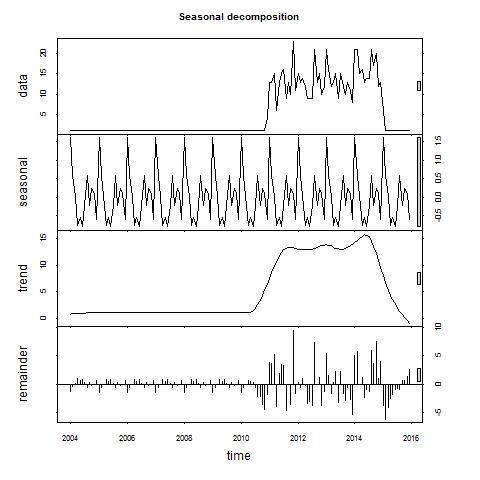 Seasonal decomposition
data
5 10 15 20
seasonal
-0.5 0.0 0.5 1.0 1.5
trend
0 5 10 15
remainder
-5 0 5 10
2004 2006 2008 2010 2012 2014 2016
time